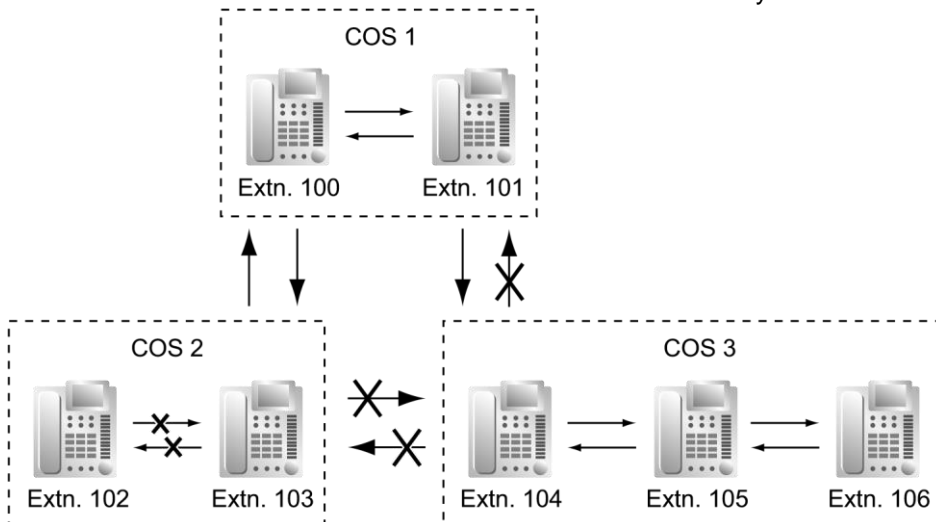 COS 1
Extn. 100
Extn. 101
COS 2
COS 3
Extn. 102
Extn. 103
Extn. 104
Extn. 105
Extn. 106